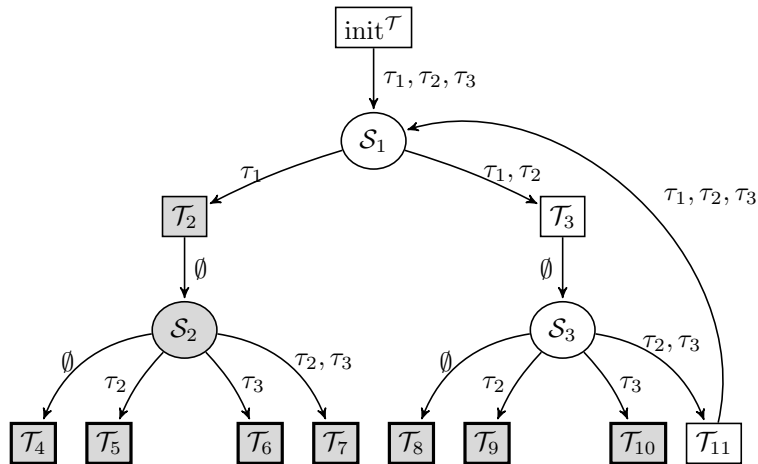 init𝒯
τ₁, τ₂, τ₃
𝒮₁
τ₁
τ₁, τ₂
τ₁, τ₂, τ₃
𝒯₂
𝒯₃
∅
∅
𝒮₂
𝒮₃
∅
τ₂
τ₃
τ₂, τ₃
∅
τ₂
τ₃
τ₂, τ₃
𝒯₄
𝒯₅
𝒯₆
𝒯₇
𝒯₈
𝒯₉
𝒯₁₀
𝒯₁₁